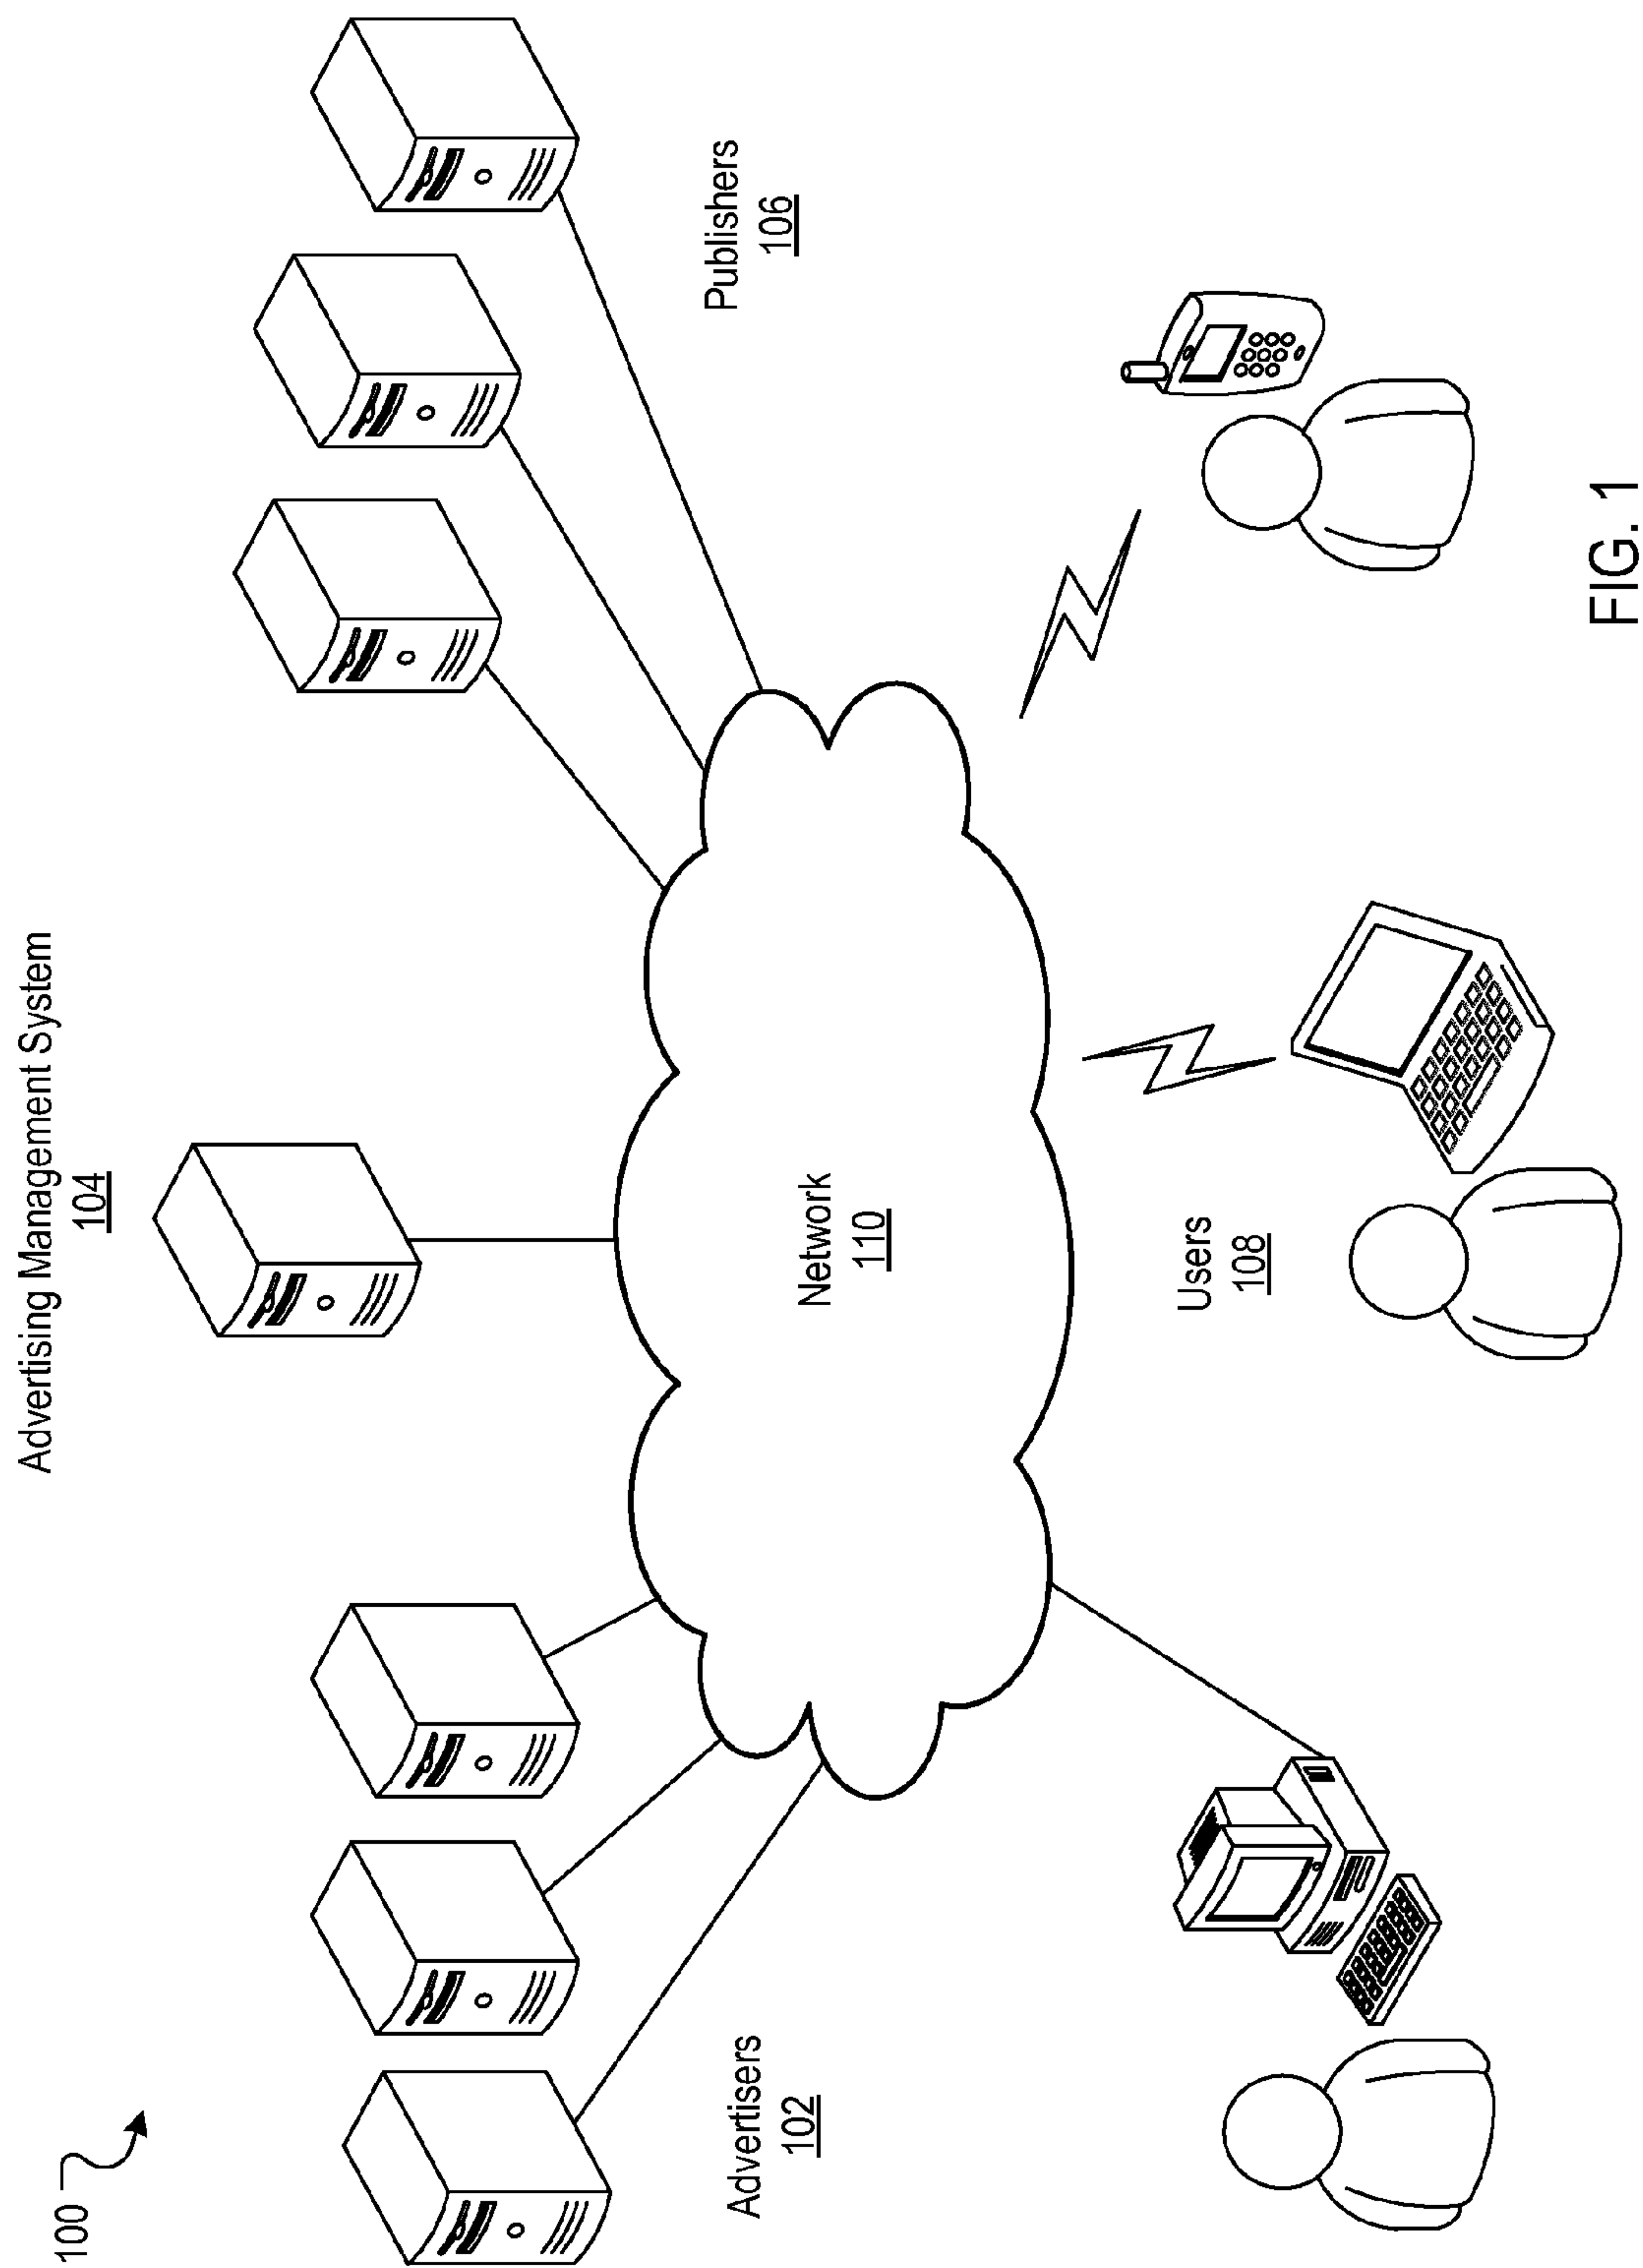 100
Advertising Management System
104
Advertisers
102
Publishers
106
Network
110
Users
108
FIG. 1